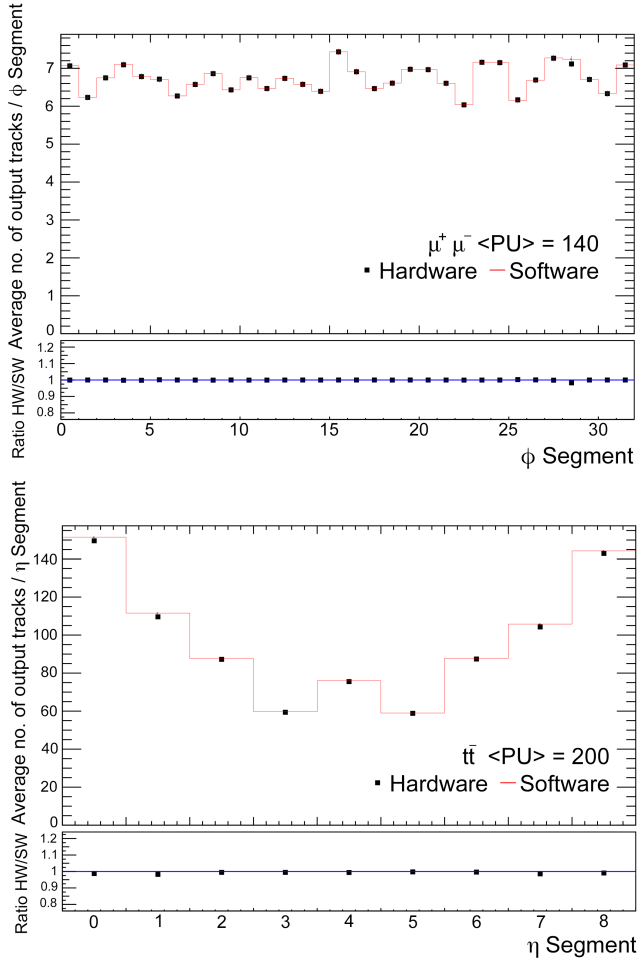 Average no. of output tracks / ϕ Segment
7
6
5
4
3
2
1
0
μ+ μ− <PU> = 140
Hardware Software
Ratio HW/SW
1.2
1.1
1
0.9
0.8
0 5 10 15 20 25 30
ϕ Segment
Average no. of output tracks / η Segment
140
120
100
80
60
40
20
0
tt̄ <PU> = 200
Hardware Software
Ratio HW/SW
1.2
1.1
1
0.9
0.8
0 1 2 3 4 5 6 7 8
η Segment